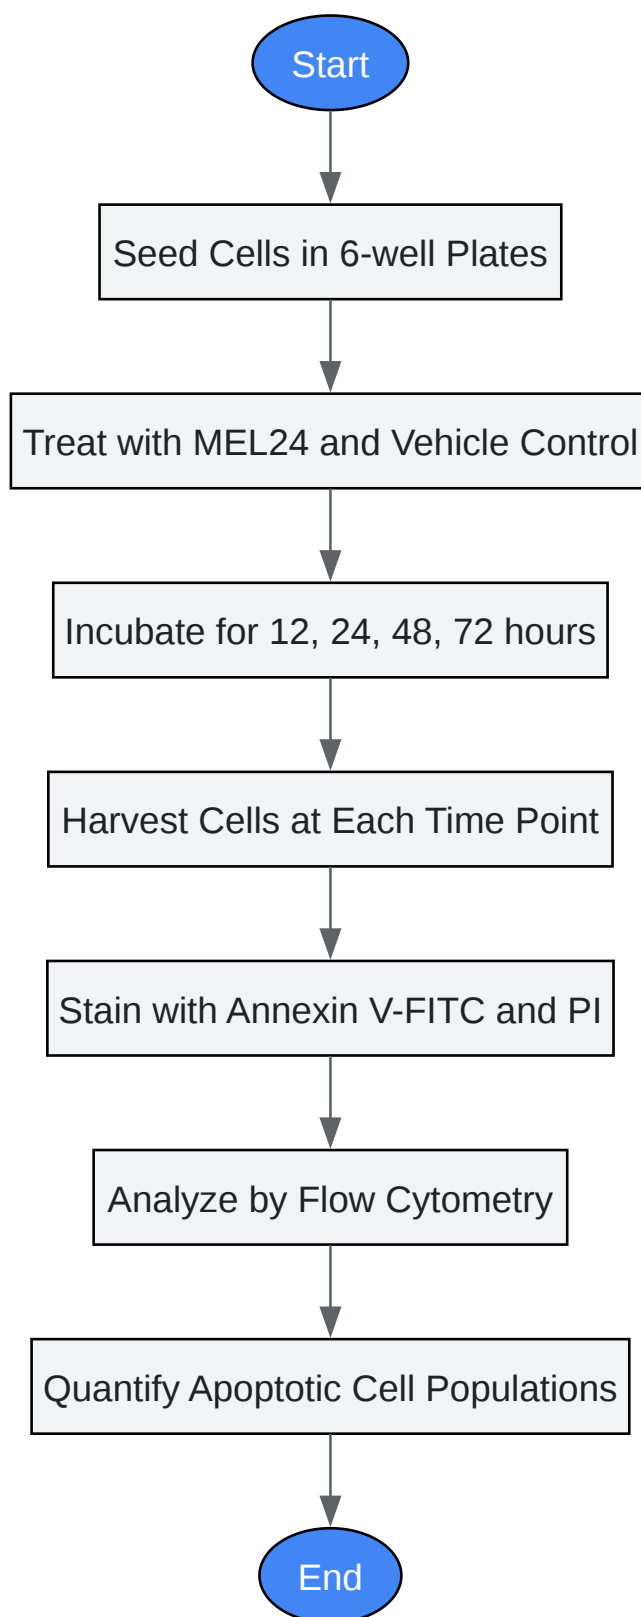 Start
Seed Cells in 6-well Plates
Treat with MEL24 and Vehicle Control
Incubate for 12, 24, 48, 72 hours
Harvest Cells at Each Time Point
Stain with Annexin V-FITC and PI
Analyze by Flow Cytometry
Quantify Apoptotic Cell Populations
End